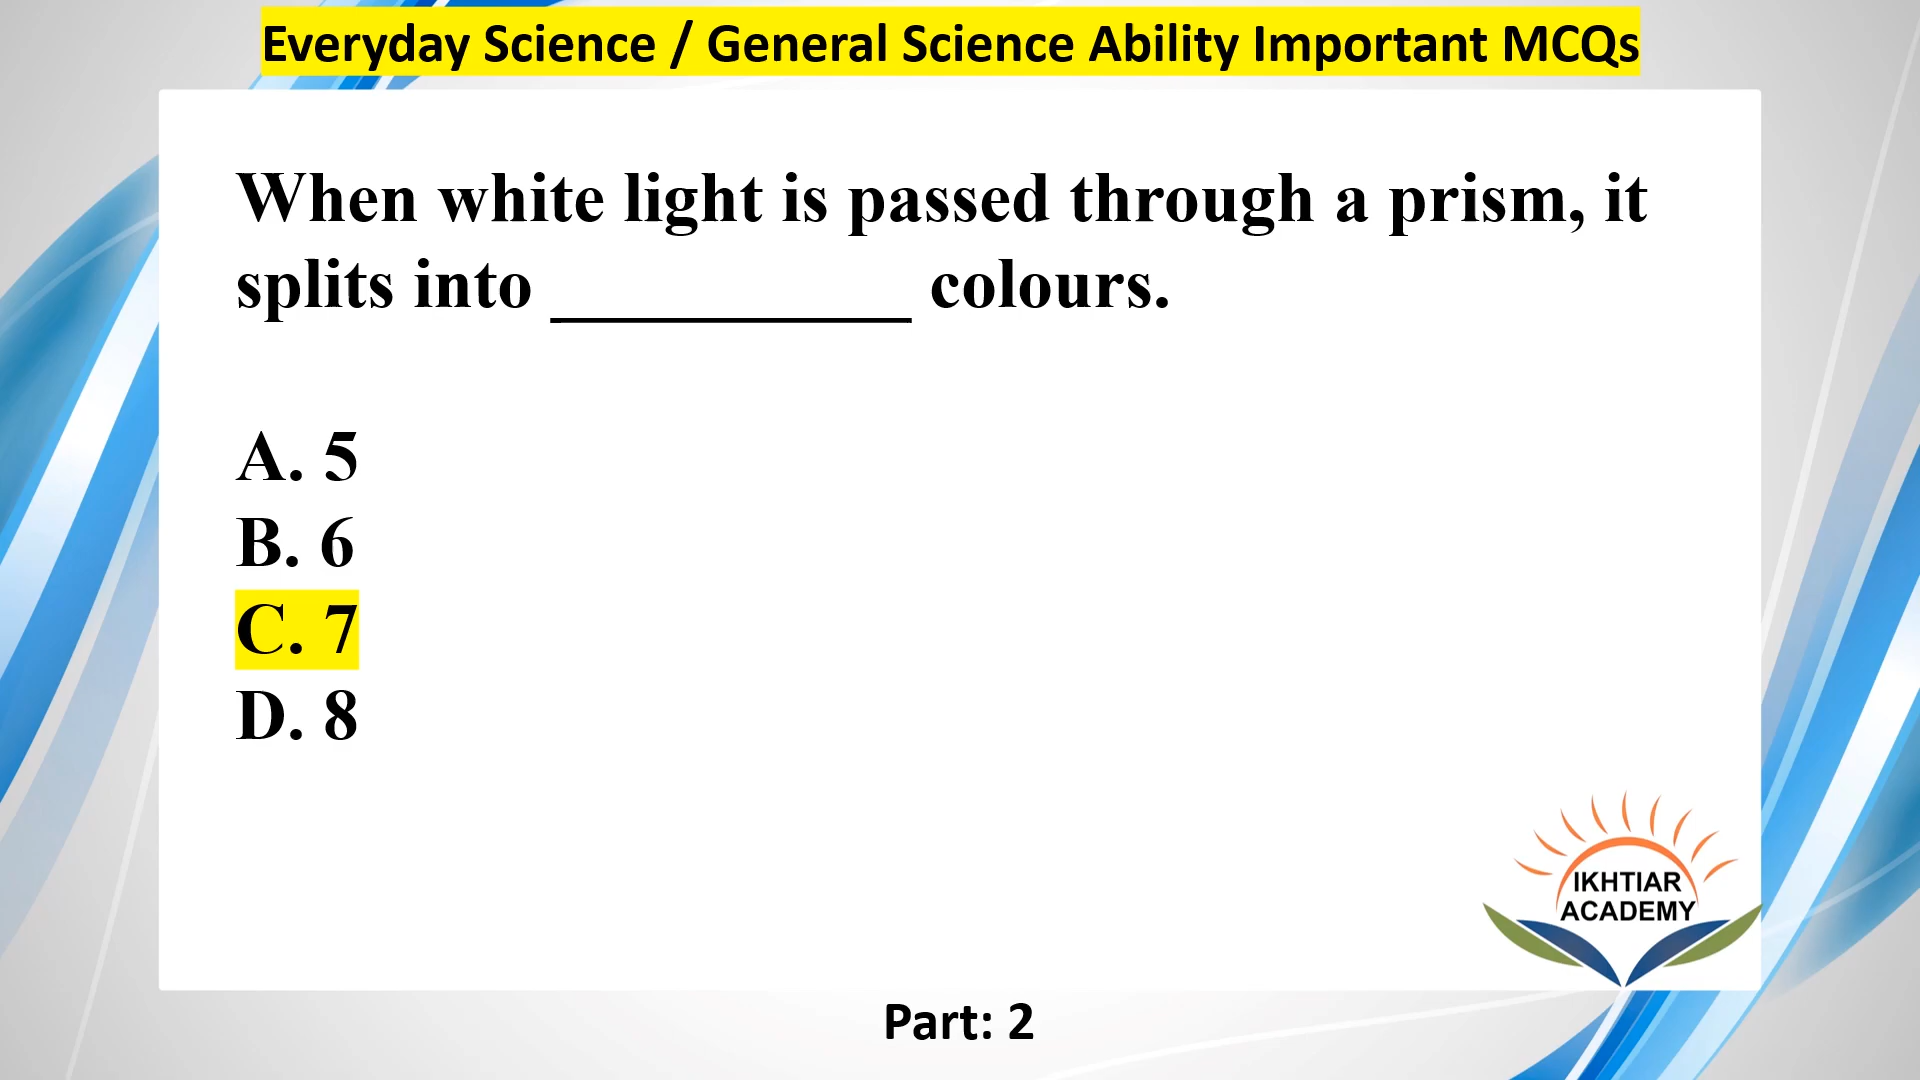 Everyday Science / General Science Ability Important MCQs
When white light is passed through a prism, it
splits into __________ colours.
A. 5
B. 6
C. 7
D. 8
IKHTIAR
ACADEMY
Part: 2